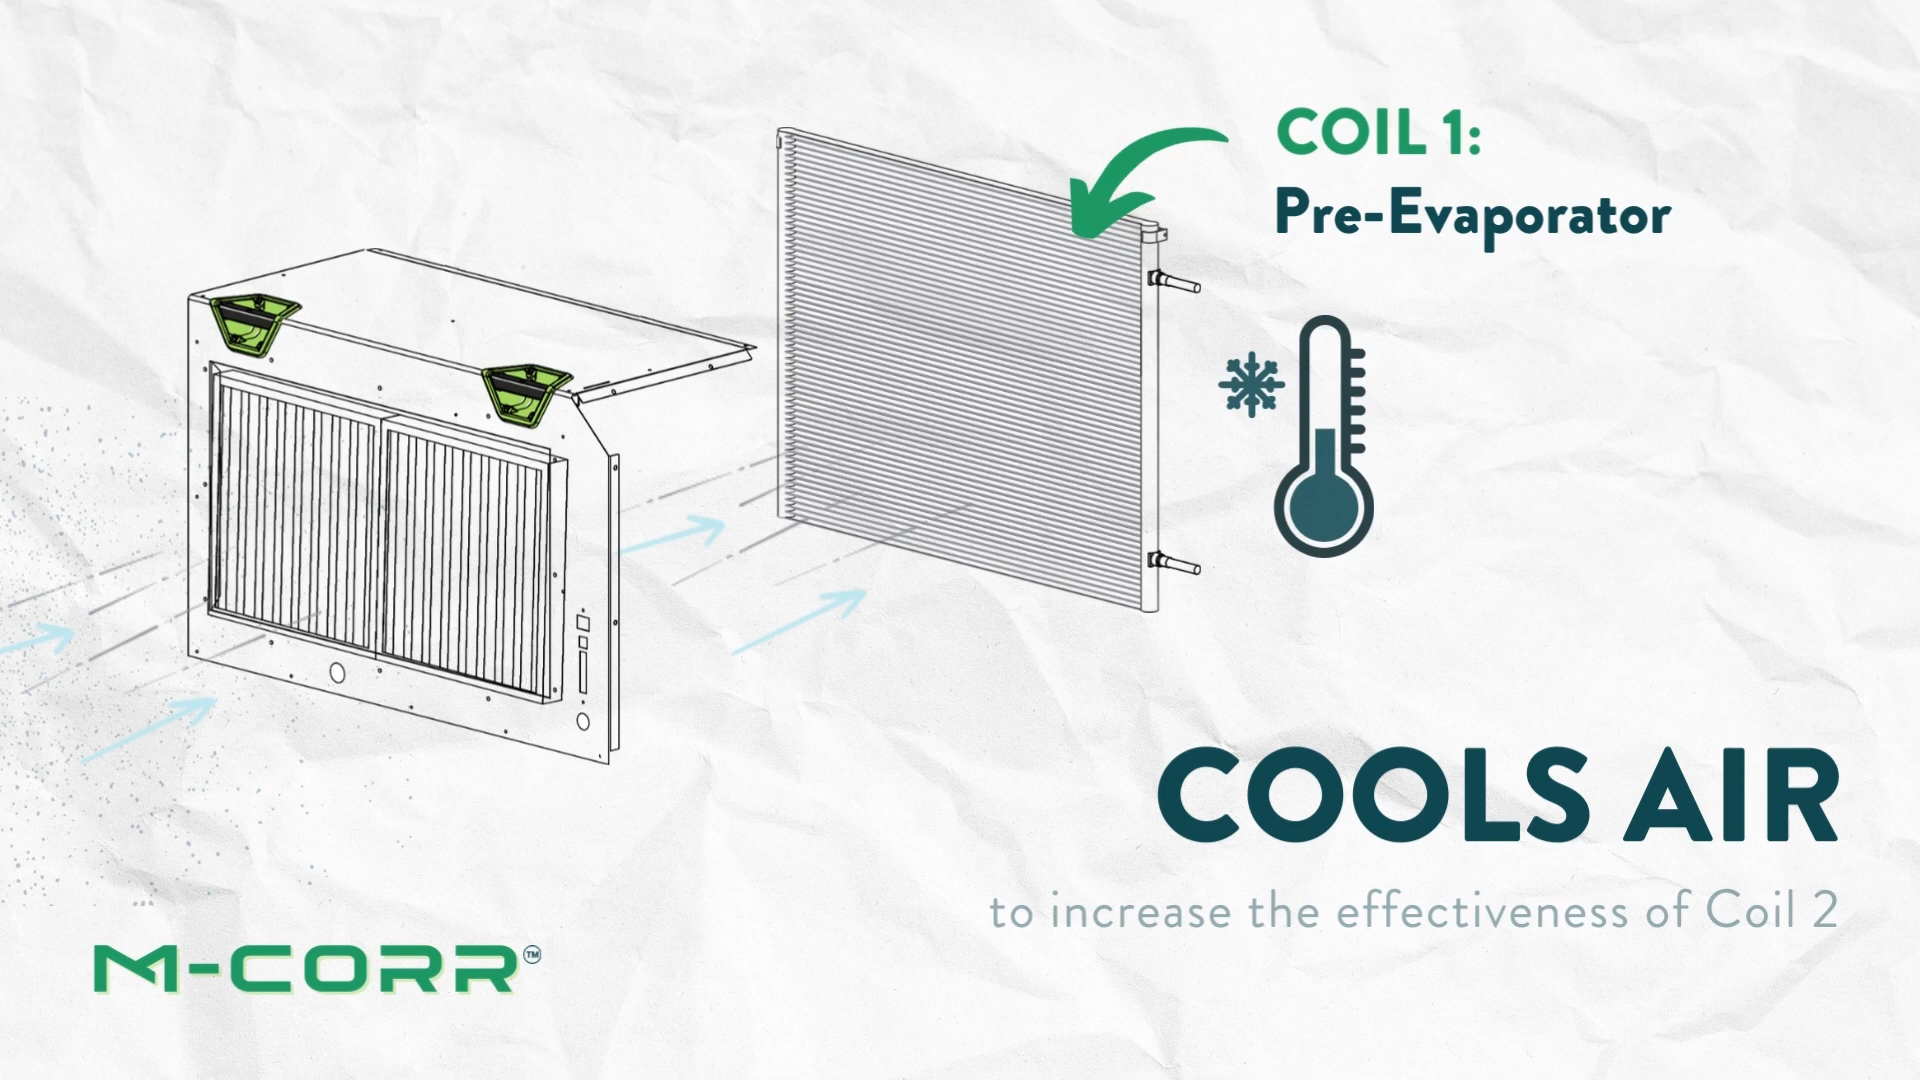 COIL 1:
Pre-Evaporator
COOLS AIR
to increase the effectiveness of Coil 2
M-CORR™